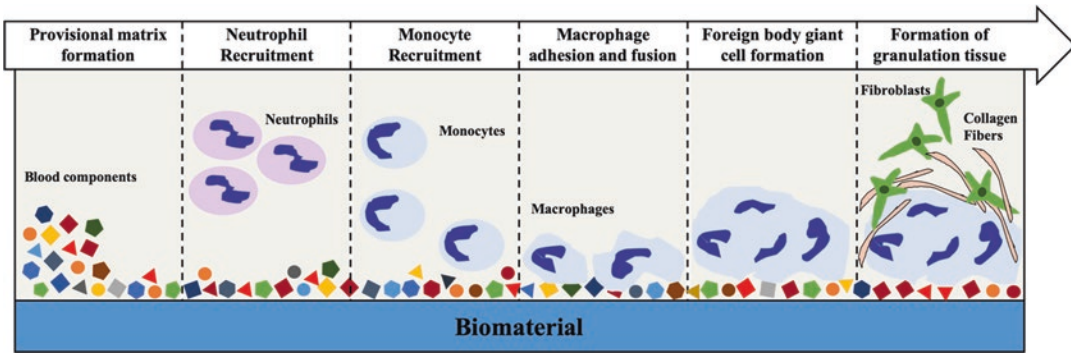 Provisional matrix
formation
Neutrophil
Recruitment
Monocyte
Recruitment
Macrophage
adhesion and fusion
Foreign body giant
cell formation
Formation of
granulation tissue
Blood components
Neutrophils
Monocytes
Macrophages
Fibroblasts
Collagen
Fibers
Biomaterial